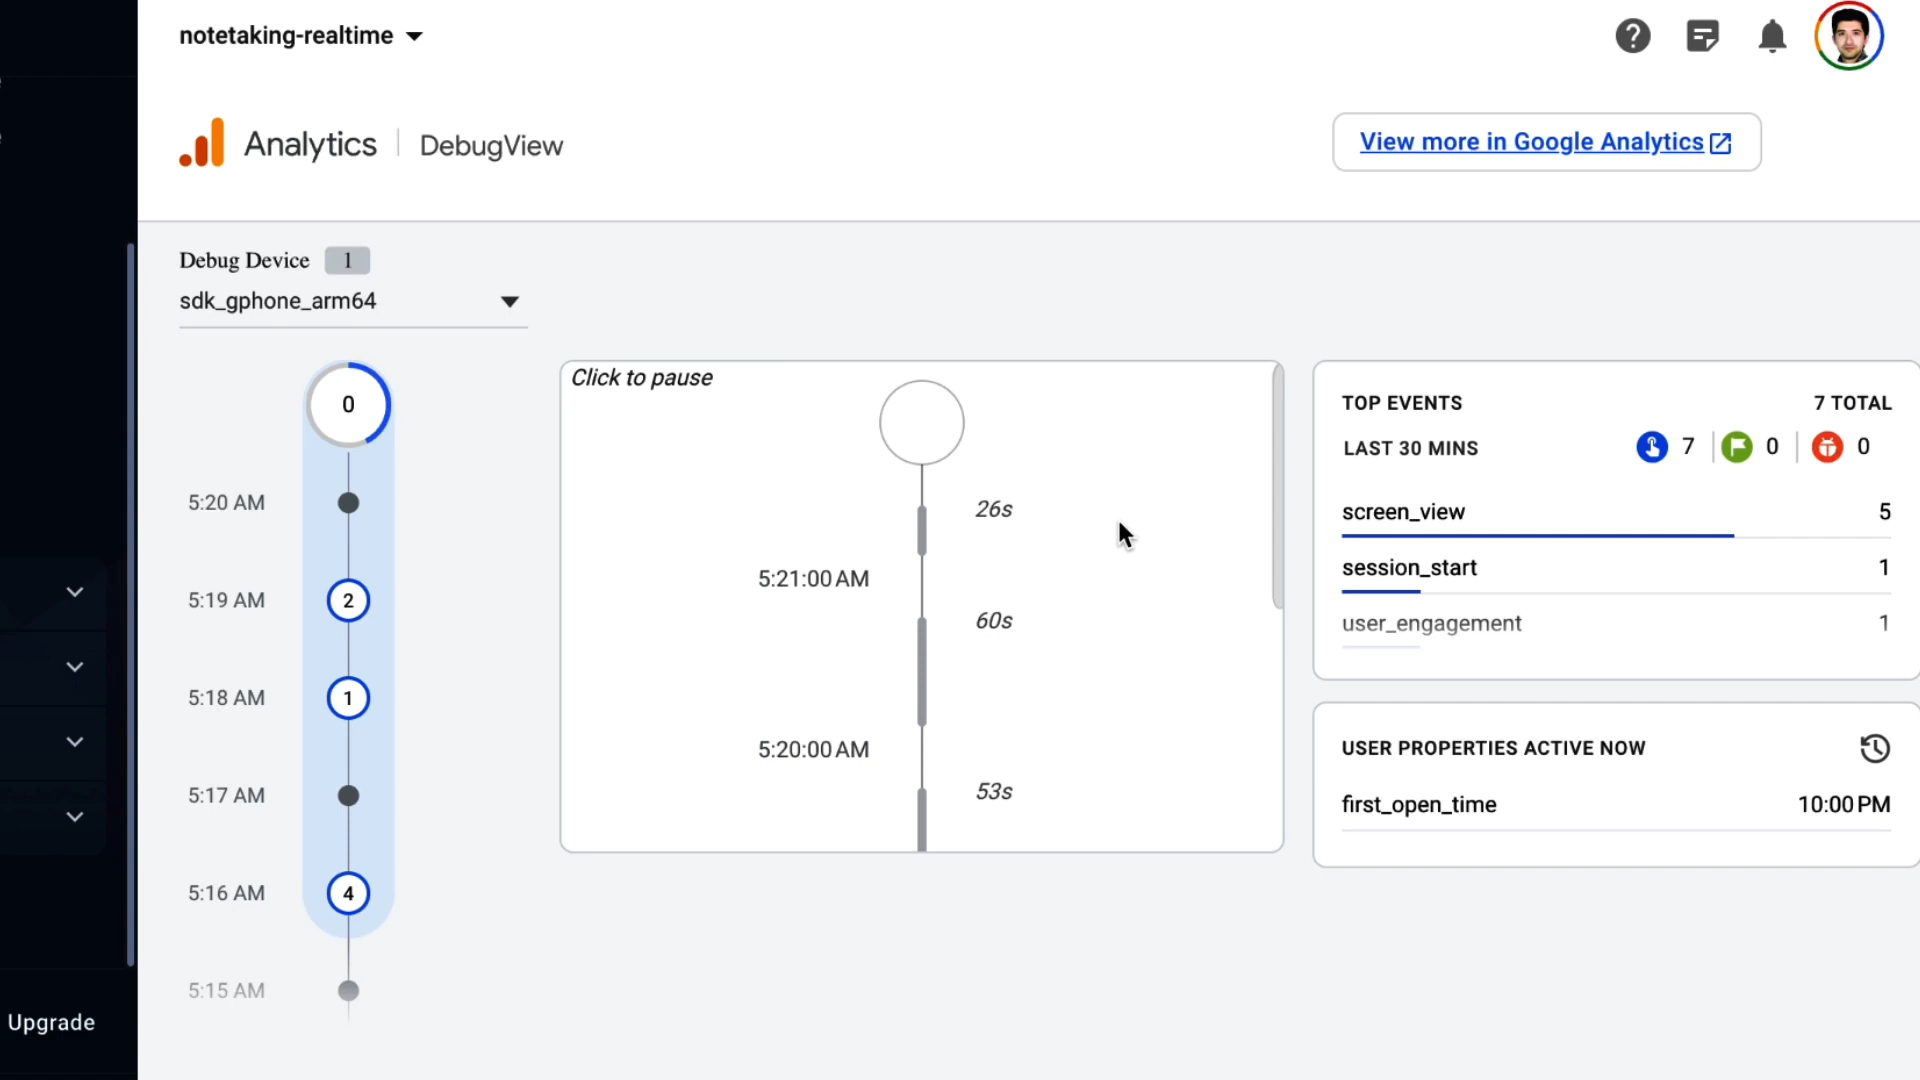 notetaking-realtime
Analytics
DebugView
View more in Google Analytics
Debug Device 1
sdk_gphone_arm64
0
5:20 AM
5:19 AM 2
5:18 AM 1
5:17 AM
5:16 AM 4
5:15 AM
Click to pause
26s
5:21:00 AM
60s
5:20:00 AM
53s
TOP EVENTS 7 TOTAL
LAST 30 MINS 7 0 0
screen_view 5
session_start 1
user_engagement 1
USER PROPERTIES ACTIVE NOW
first_open_time 10:00 PM
Upgrade